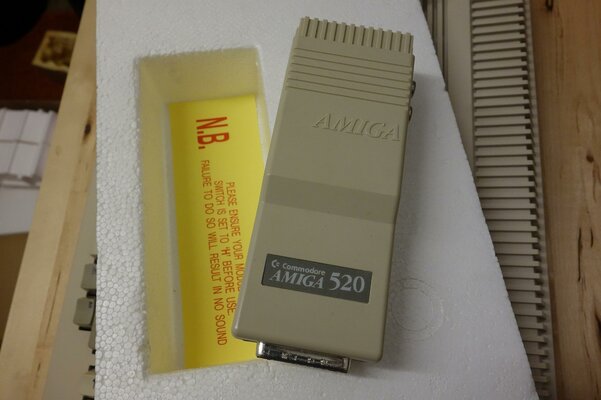 N.B.
PLEASE ENSURE YOUR
SWITCH IS SET TO 'H' BEFORE USE.
FAILURE TO DO SO WILL RESULT IN NO SOUND
AMIGA
Commodore
AMIGA 520